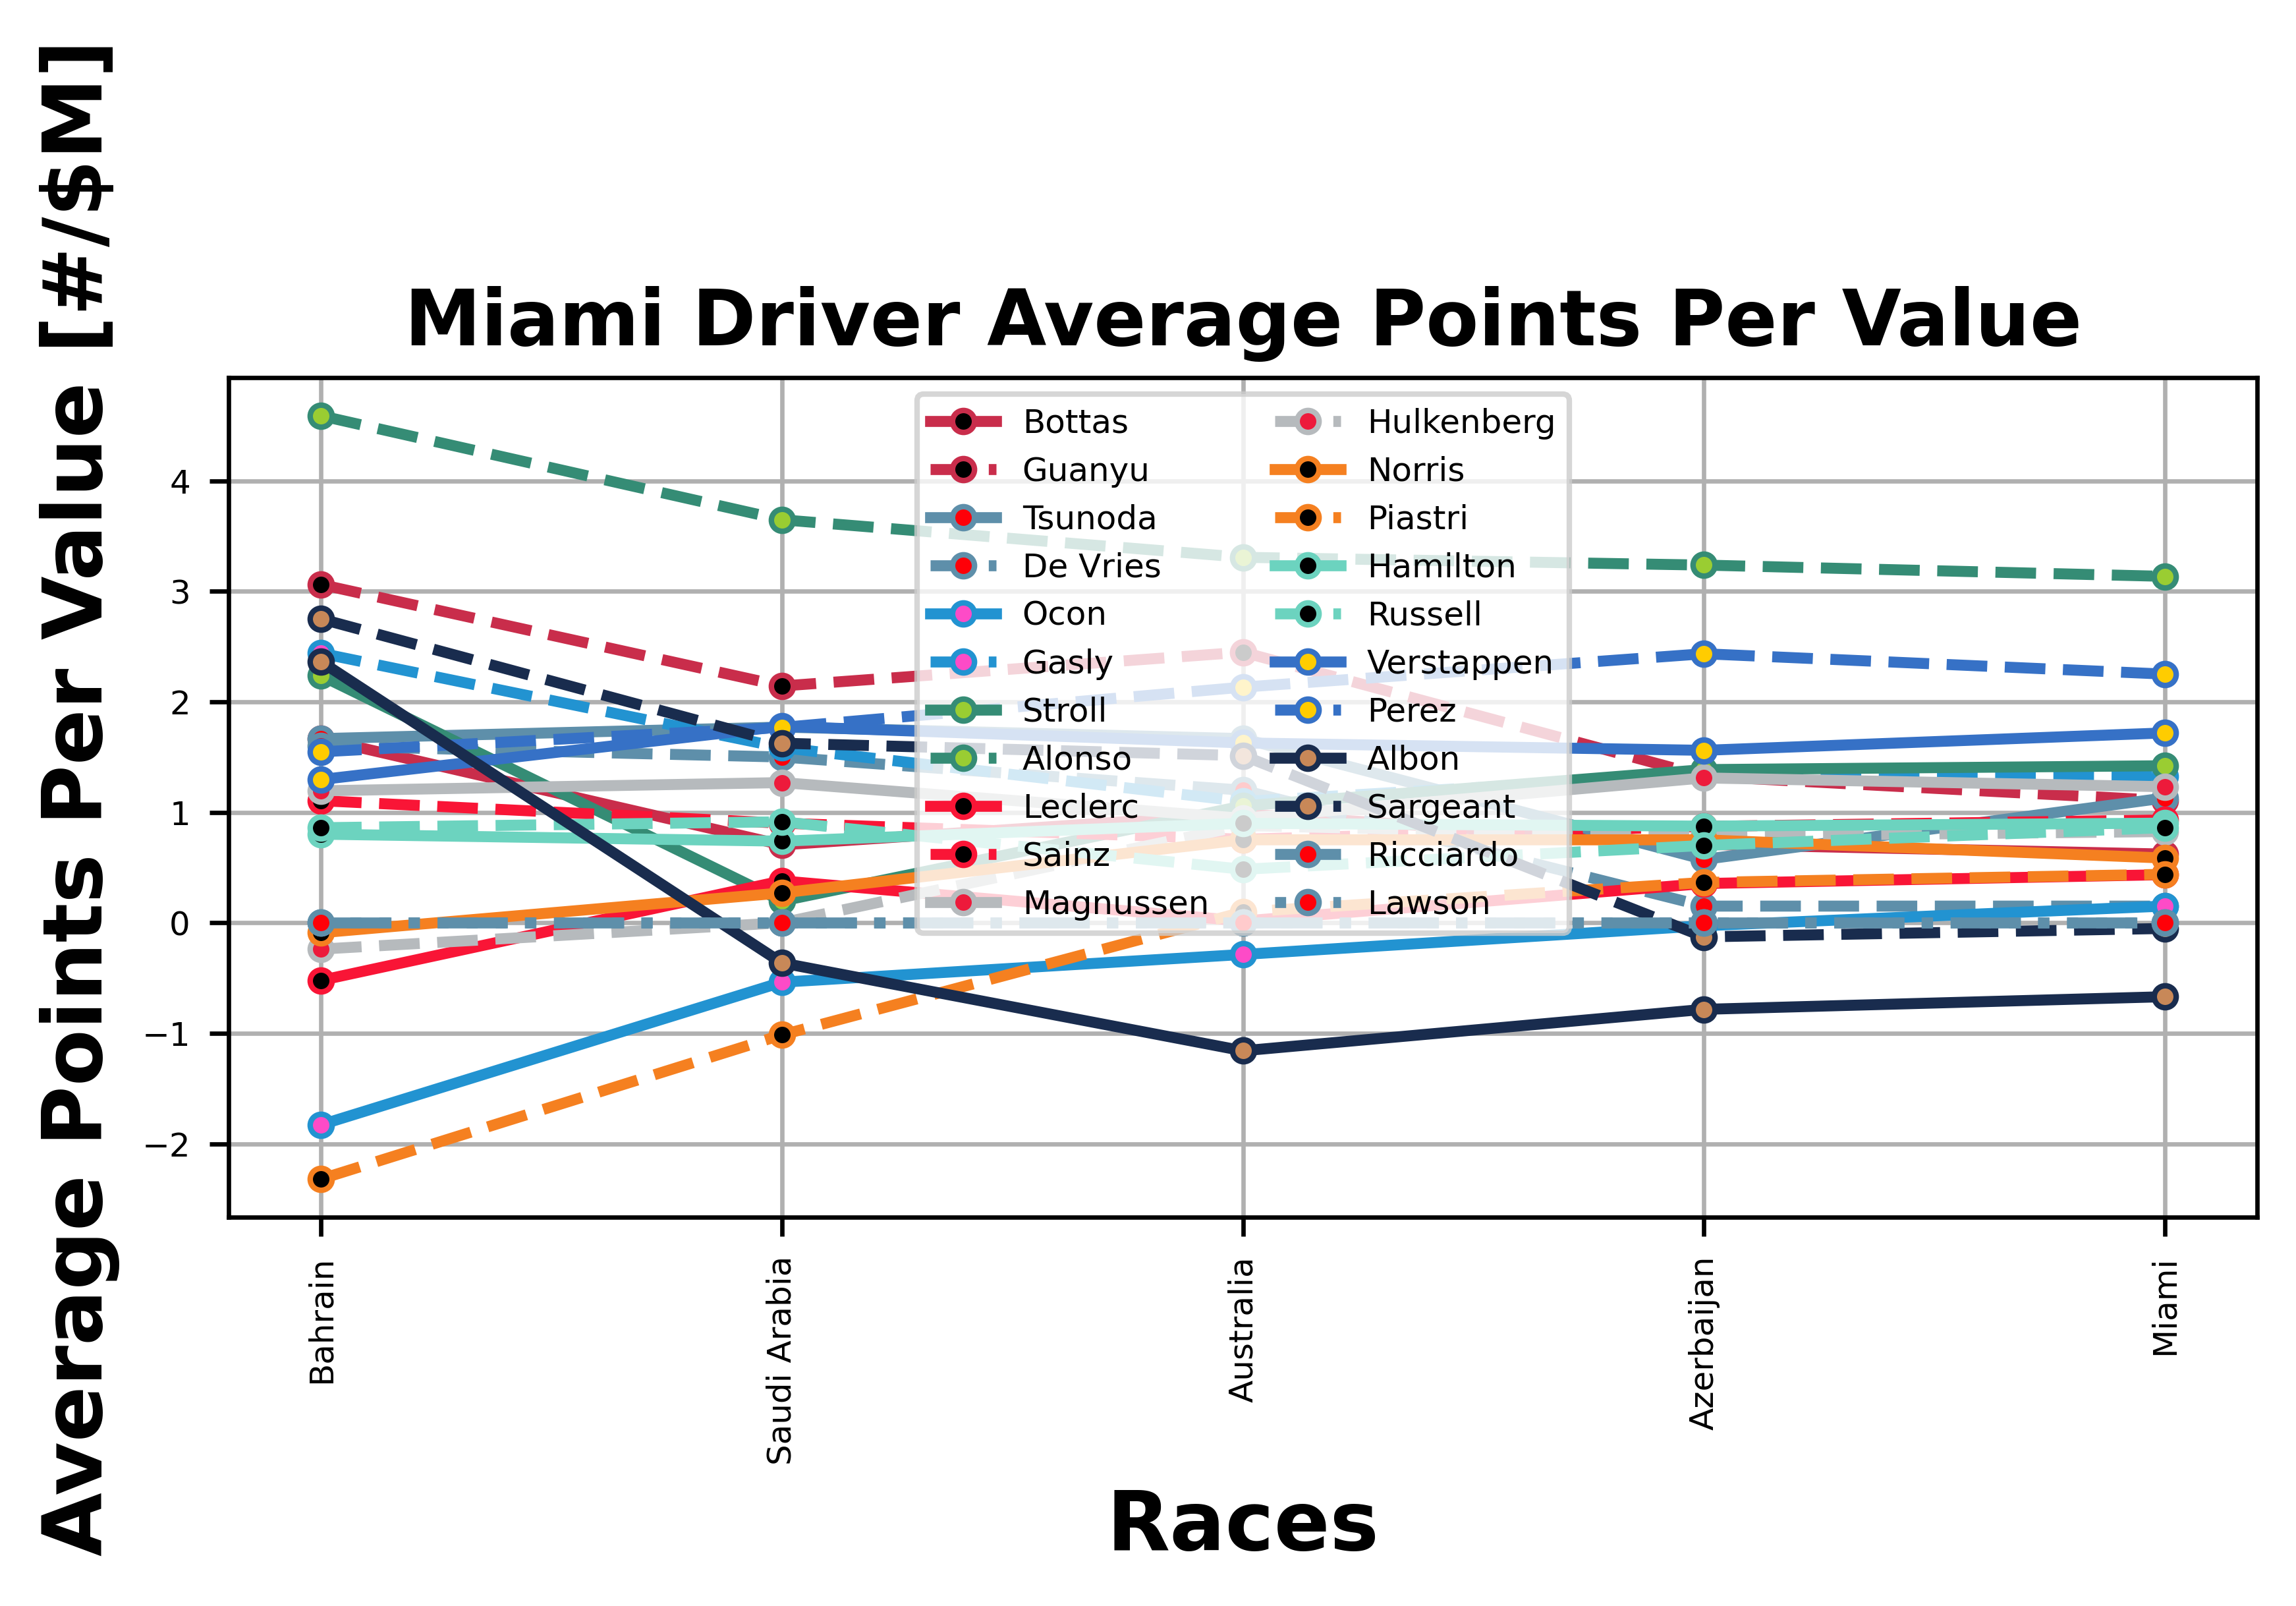 Miami Driver Average Points Per Value
Average Points Per Value [#/$M]
4
3
2
1
0
−1
−2
Bottas
Guanyu
Tsunoda
De Vries
Ocon
Gasly
Stroll
Alonso
Leclerc
Sainz
Magnussen
Hulkenberg
Norris
Piastri
Hamilton
Russell
Verstappen
Perez
Albon
Sargeant
Ricciardo
Lawson
Bahrain
Saudi Arabia
Australia
Azerbaijan
Miami
Races